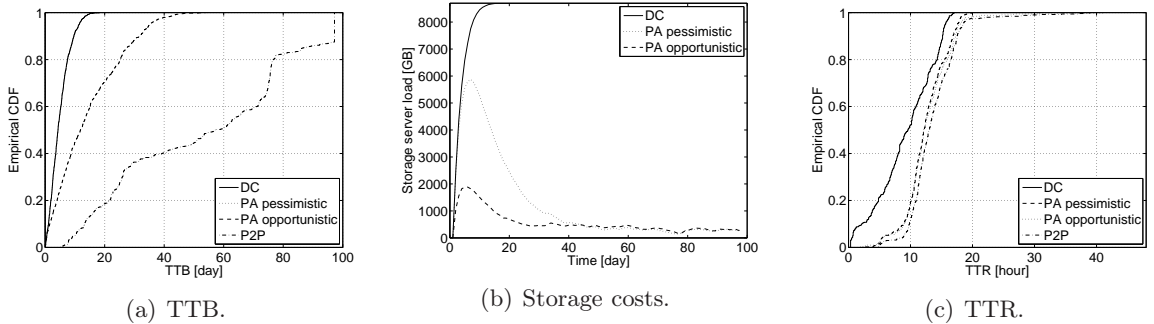 1
0.8
0.6
0.4
0.2
0
Empirical CDF
0 20 40 60 80 100
TTB [day]
DC
PA pessimistic
PA opportunistic
P2P
(a) TTB.
8000
7000
6000
5000
4000
3000
2000
1000
0
Storage server load [GB]
0 20 40 60 80 100
Time [day]
DC
PA pessimistic
PA opportunistic
(b) Storage costs.
1
0.8
0.6
0.4
0.2
0
Empirical CDF
0 10 20 30 40
TTR [hour]
DC
PA pessimistic
PA opportunistic
P2P
(c) TTR.